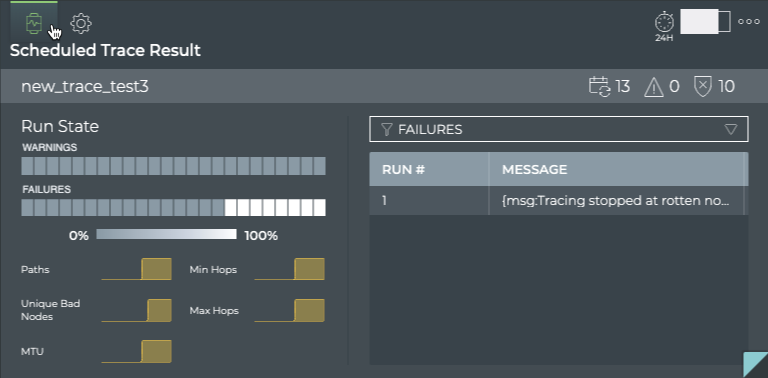 24H
Scheduled Trace Result
new_trace_test3 13 0 10
Run State
WARNINGS
FAILURES
0% 100%
Paths Min Hops
Unique Bad Nodes Max Hops
MTU
FAILURES
RUN # MESSAGE
1 {msg:Tracing stopped at rotten no...